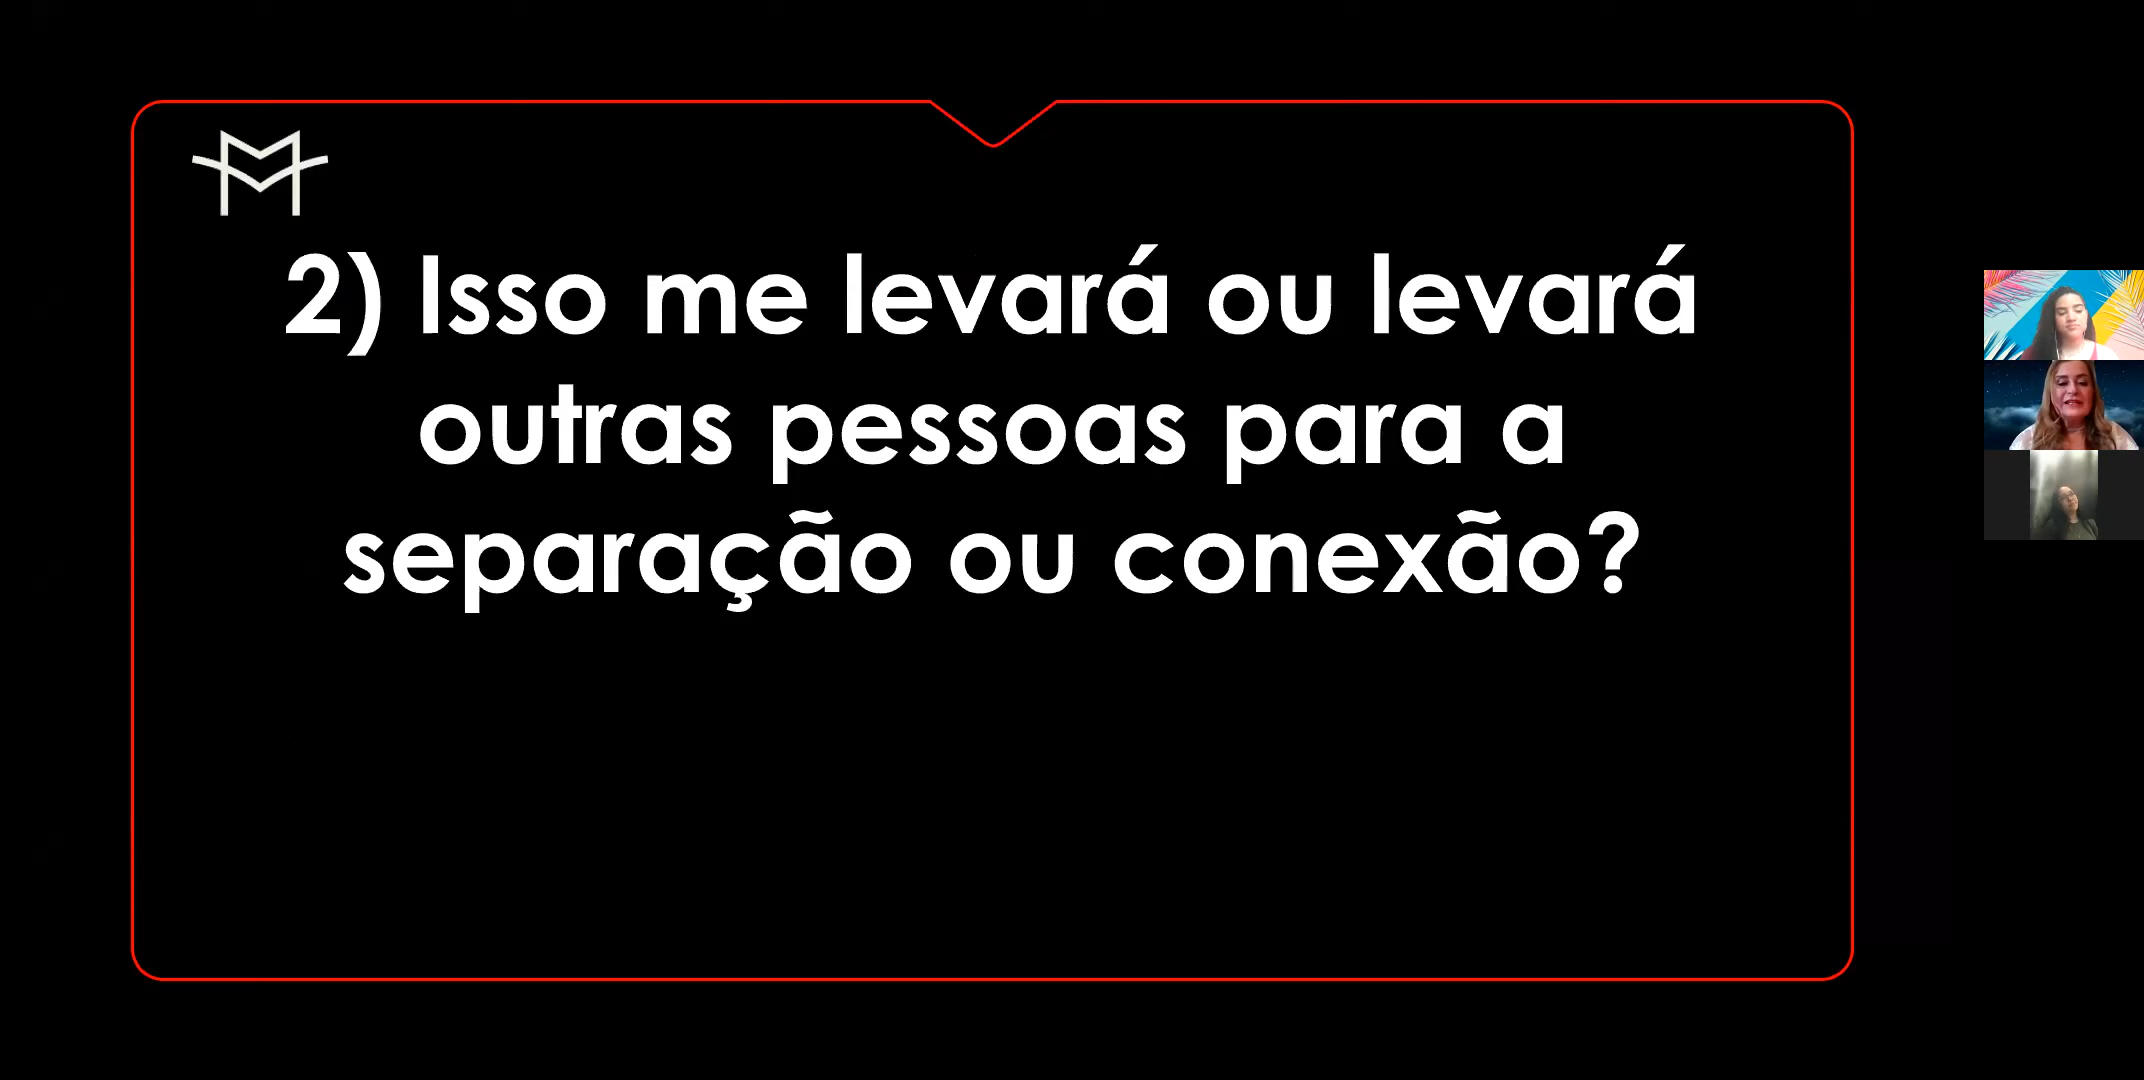 2) Isso me levará ou levará
outras pessoas para a
separação ou conexão?